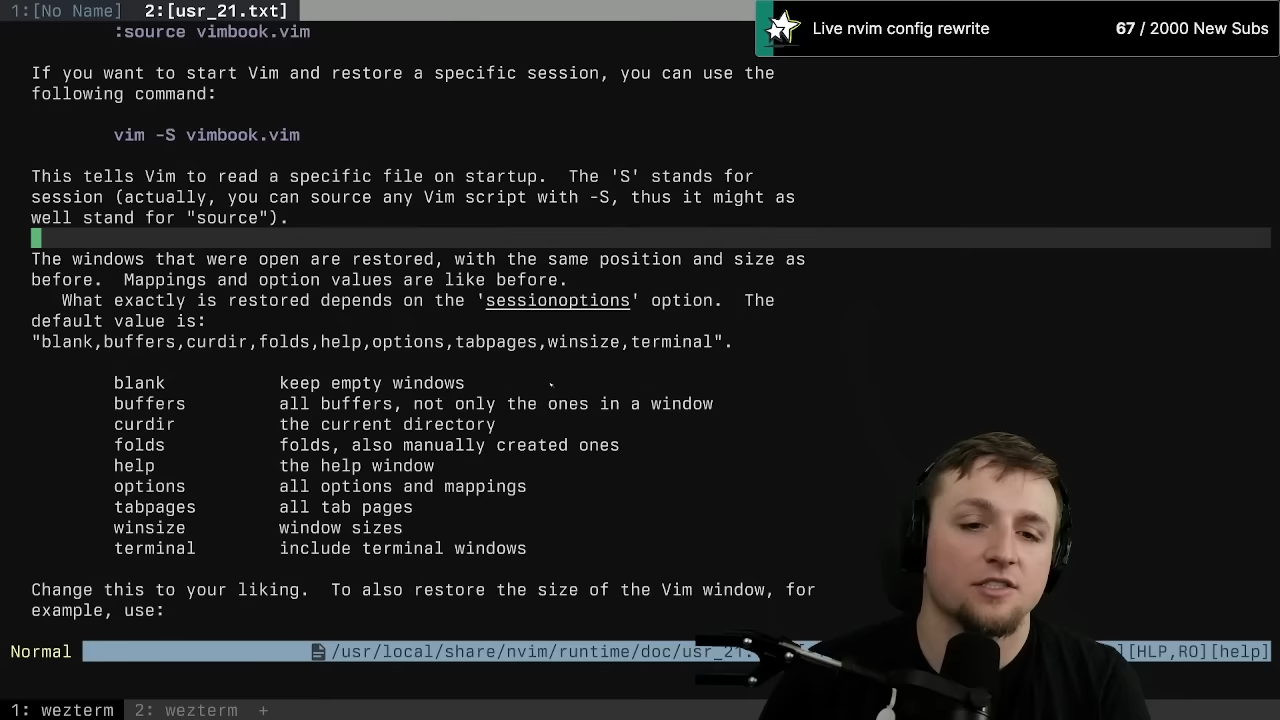 1:[No Name]  2:[usr_21.txt]
Live nvim config rewrite
67 / 2000 New Subs
:source vimbook.vim
If you want to start Vim and restore a specific session, you can use the
following command:
vim -S vimbook.vim
This tells Vim to read a specific file on startup.  The 'S' stands for
session (actually, you can source any Vim script with -S, thus it might as
well stand for "source").
The windows that were open are restored, with the same position and size as
before.  Mappings and option values are like before.
What exactly is restored depends on the 'sessionoptions' option.  The
default value is:
"blank,buffers,curdir,folds,help,options,tabpages,winsize,terminal".
blank keep empty windows
buffers all buffers, not only the ones in a window
curdir the current directory
folds folds, also manually created ones
help the help window
options all options and mappings
tabpages all tab pages
winsize window sizes
terminal include terminal windows
Change this to your liking.  To also restore the size of the Vim window, for
example, use:
Normal /usr/local/share/nvim/runtime/doc/usr_21. [HLP,RO][help]
1: wezterm 2: wezterm +